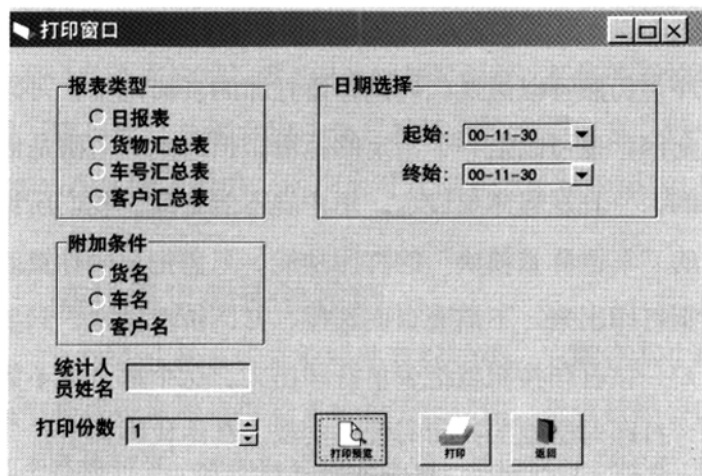 打印窗口
报表类型
日报表
货物汇总表
车号汇总表
客户汇总表
日期选择
起始: 00-11-30
终始: 00-11-30
附加条件
货名
车名
客户名
统计人
员姓名
打印份数 1
打印预览 打印 返回